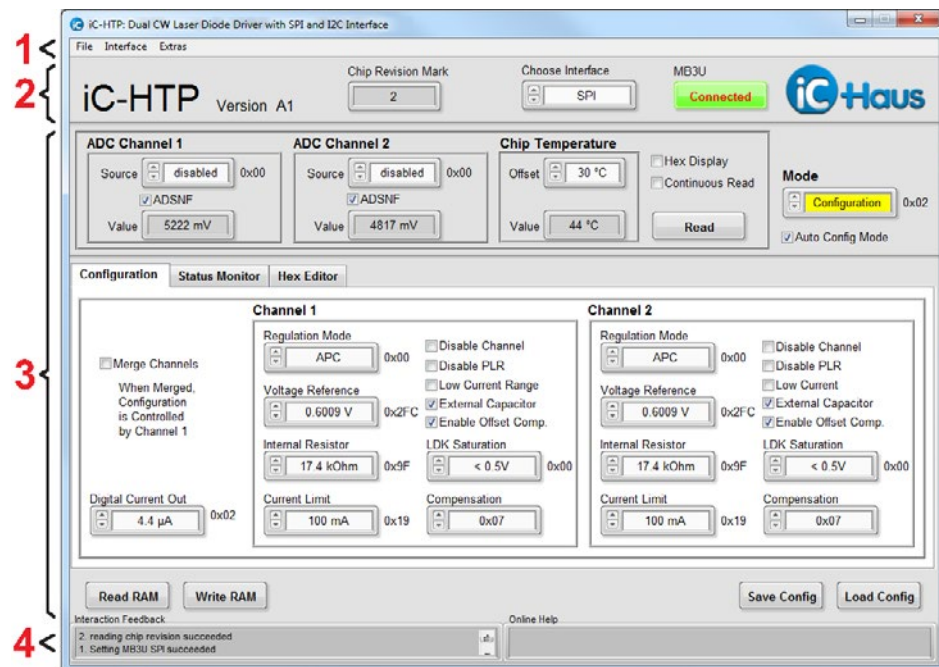 iC-HTP: Dual CW Laser Diode Driver with SPI and I2C Interface
1
File Interface Extras
2
iC-HTP Version A1
Chip Revision Mark
2
Choose Interface
SPI
MB3U
Connected
iC Haus
3
ADC Channel 1
Source disabled 0x00
ADSNF
Value 5222 mV
ADC Channel 2
Source disabled 0x00
ADSNF
Value 4817 mV
Chip Temperature
Offset 30 °C
Value 44 °C
Hex Display
Continuous Read
Read
Mode
Configuration 0x02
Auto Config Mode
Configuration Status Monitor Hex Editor
Merge Channels
When Merged,
Configuration
is Controlled
by Channel 1
Digital Current Out
4.4 µA 0x02
Channel 1
Regulation Mode
APC 0x00
Voltage Reference
0.6009 V 0x2FC
Internal Resistor
17.4 kOhm 0x9F
Current Limit
100 mA 0x19
Disable Channel
Disable PLR
Low Current Range
External Capacitor
Enable Offset Comp.
LDK Saturation
< 0.5V 0x00
Compensation
0x07
Channel 2
Regulation Mode
APC 0x00
Voltage Reference
0.6009 V 0x2FC
Internal Resistor
17.4 kOhm 0x9F
Current Limit
100 mA 0x19
Disable Channel
Disable PLR
Low Current
External Capacitor
Enable Offset Comp.
LDK Saturation
< 0.5V 0x00
Compensation
0x07
Read RAM Write RAM Save Config Load Config
4
Interaction Feedback
2. reading chip revision succeeded
1. Setting MB3U SPI succeeded
Online Help